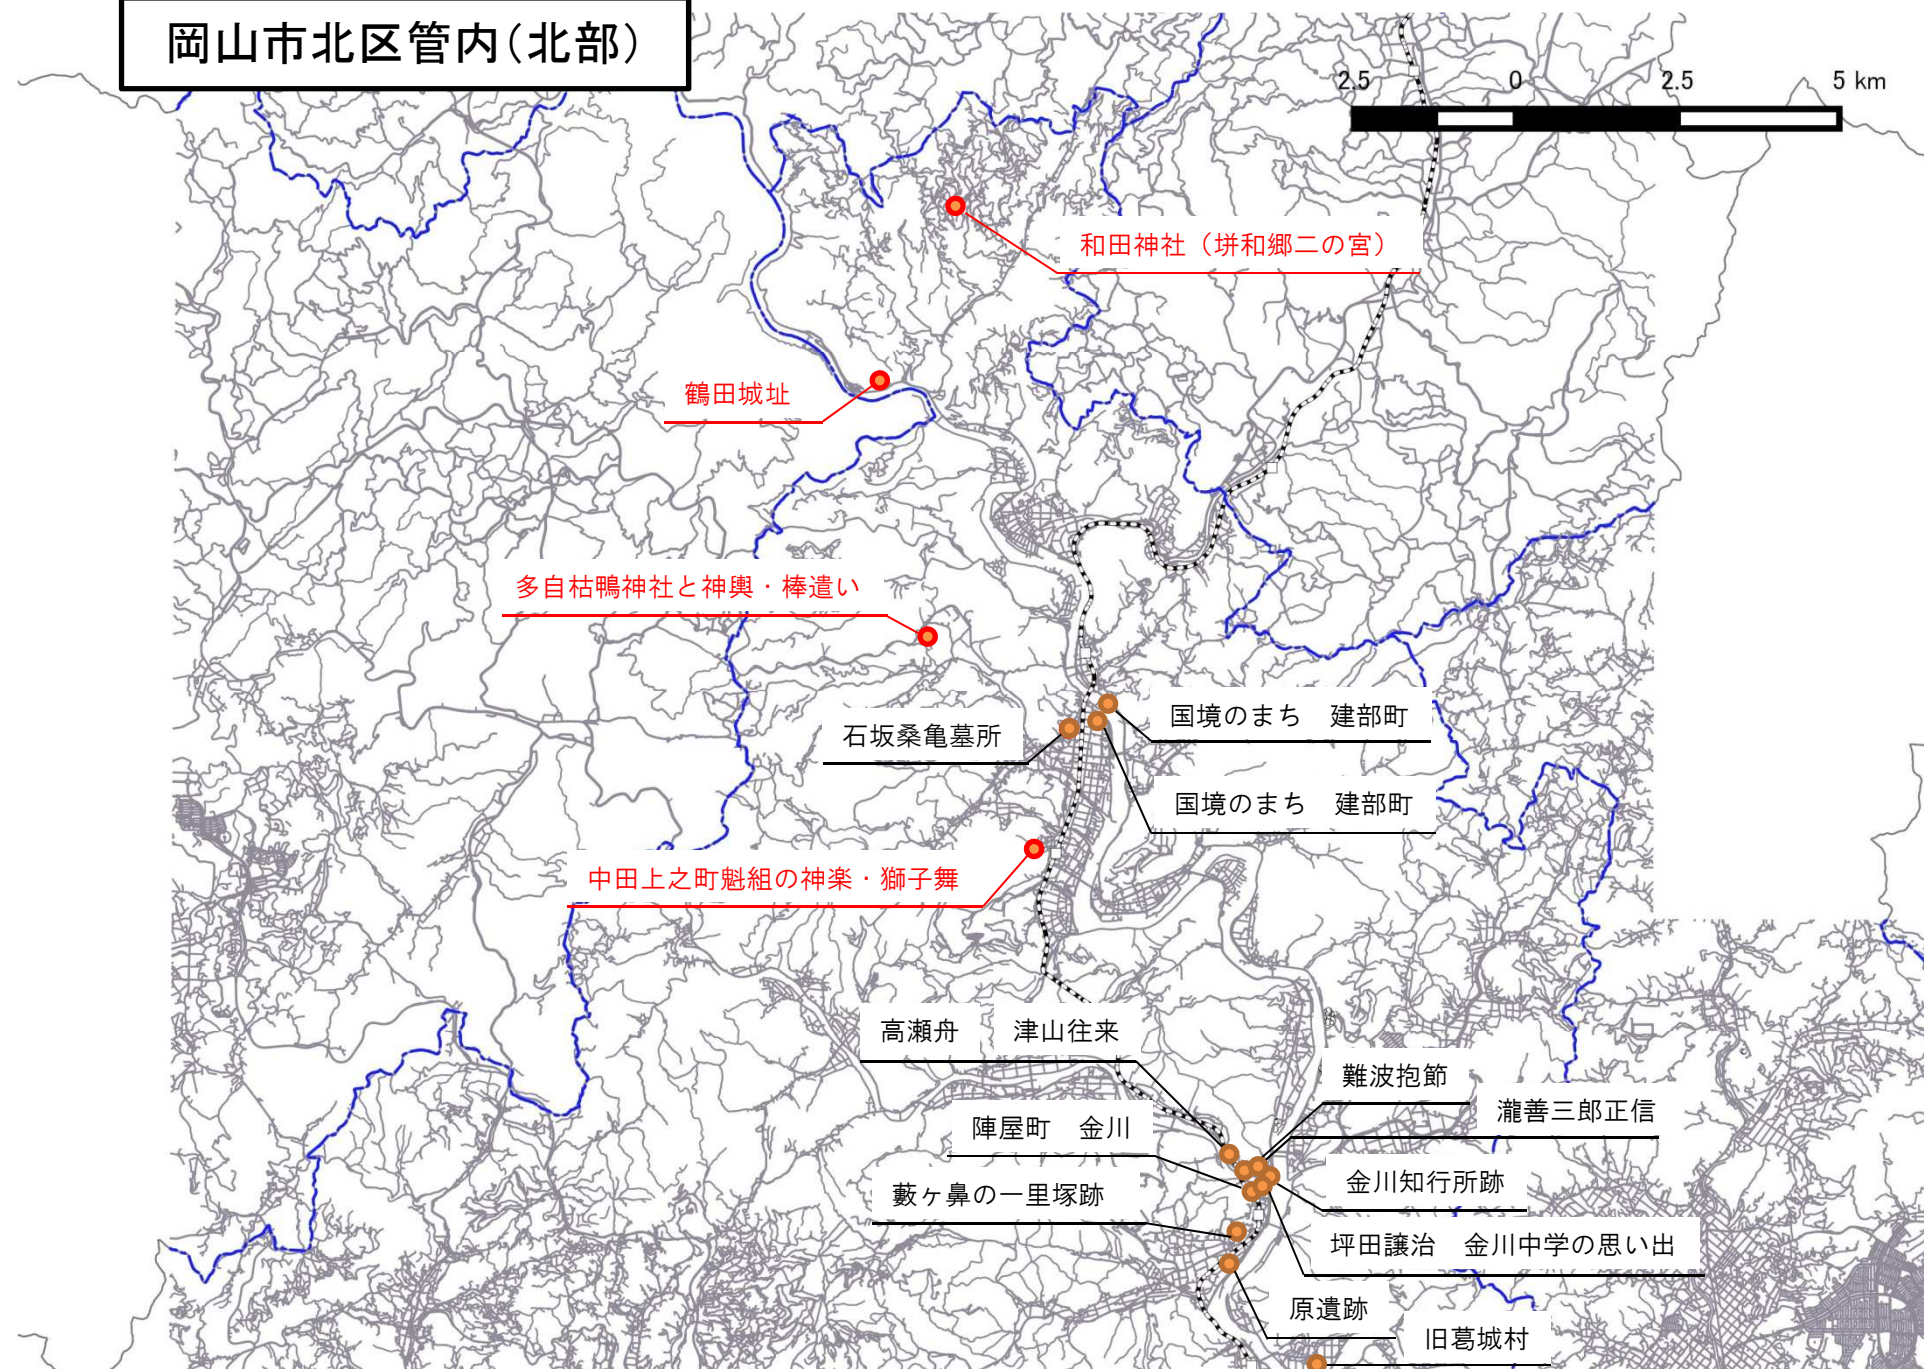 岡山市北区管内（北部）
2.5 0 2.5 5 km
和田神社（垪和郷二の宮）
鶴田城址
多自枯鴨神社と神輿・棒遣い
国境のまち　建部町
石坂桑亀墓所
国境のまち　建部町
中田上之町魁組の神楽・獅子舞
高瀬舟　津山往来
難波抱節
瀧善三郎正信
陣屋町　金川
金川知行所跡
藪ヶ鼻の一里塚跡
坪田譲治　金川中学の思い出
原遺跡
旧葛城村